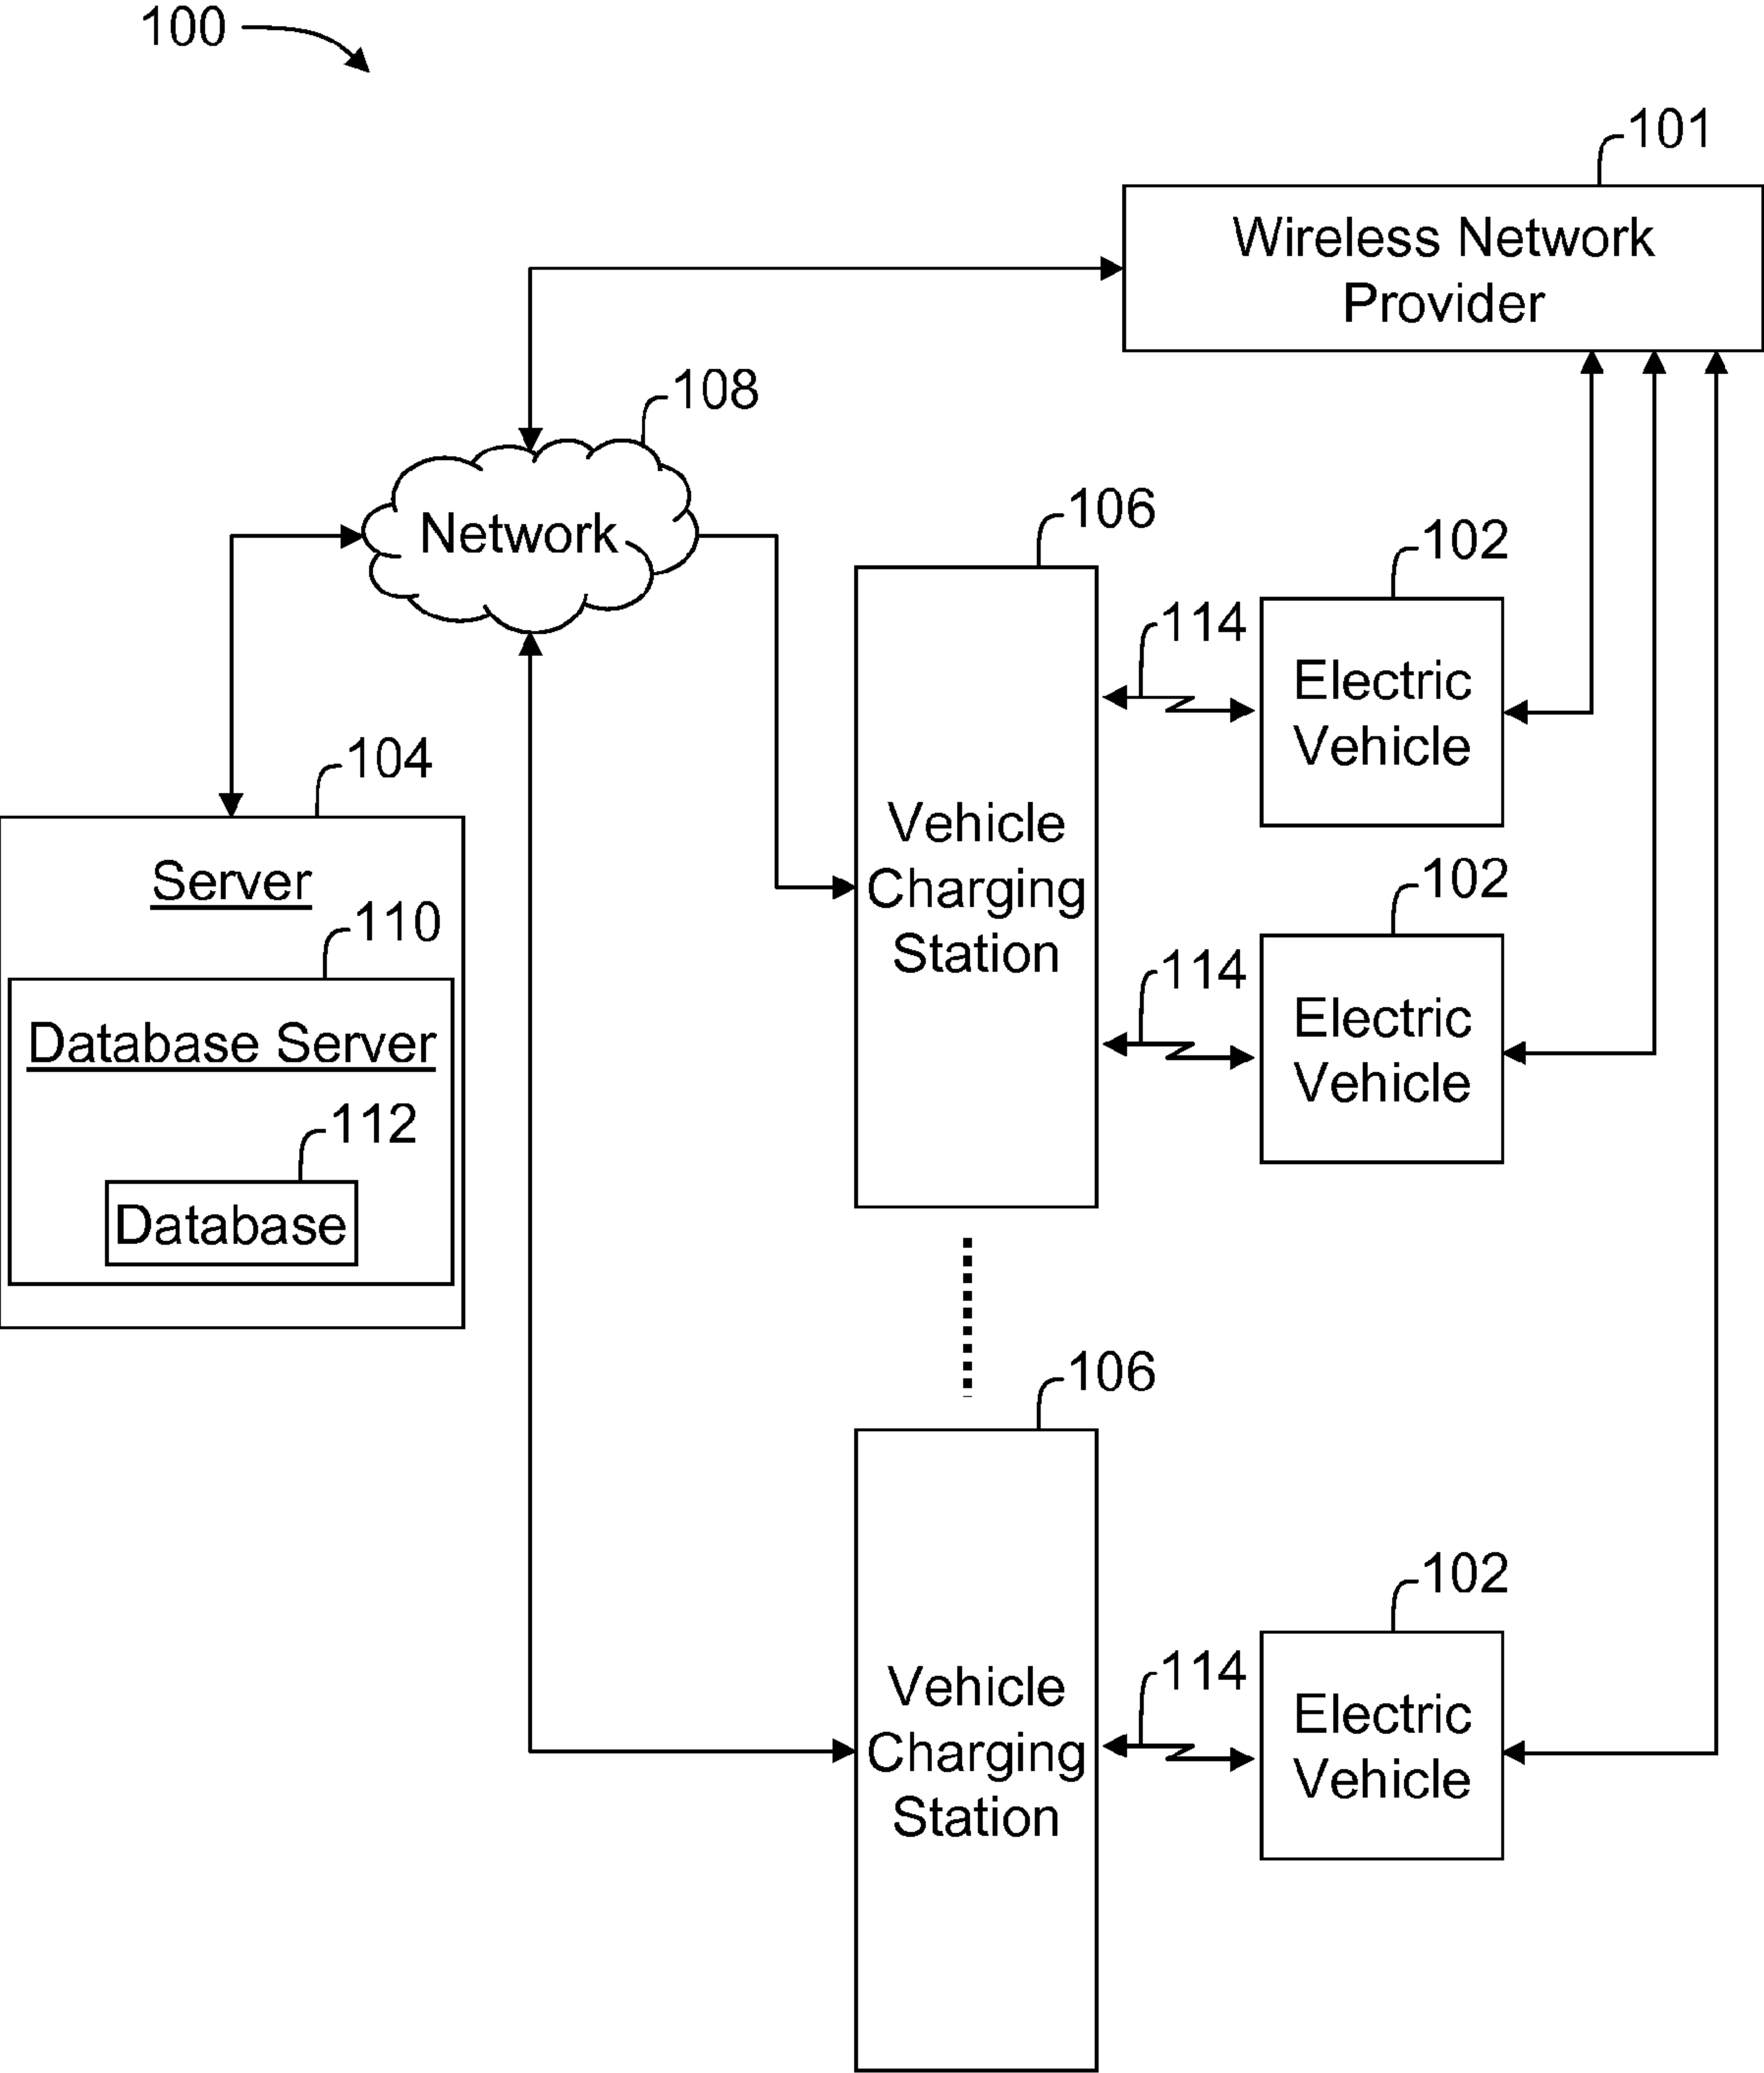 100
101
Wireless Network
Provider
108
Network
106
102
114
Electric
Vehicle
104
Server
110
Database Server
112
Database
Vehicle
Charging
Station
102
114
Electric
Vehicle
106
Vehicle
Charging
Station
102
114
Electric
Vehicle